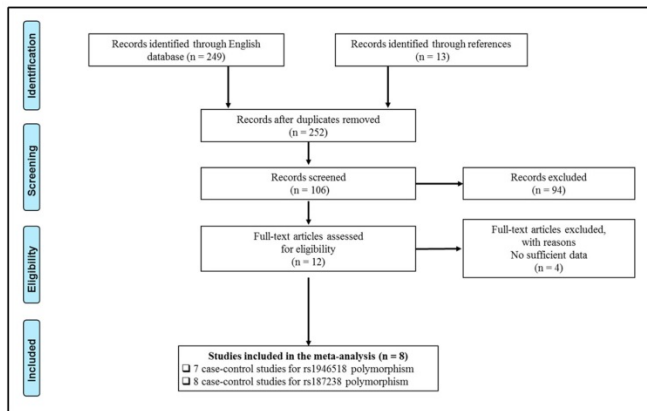 Identification
Records identified through English
database (n = 249)
Records identified through references
(n = 13)
Records after duplicates removed
(n = 252)
Screening
Records screened
(n = 106)
Records excluded
(n = 94)
Eligibility
Full-text articles assessed
for eligibility
(n = 12)
Full-text articles excluded,
with reasons
No sufficient data
(n = 4)
Included
Studies included in the meta-analysis (n = 8)
❑ 7 case-control studies for rs1946518 polymorphism
❑ 8 case-control studies for rs187238 polymorphism